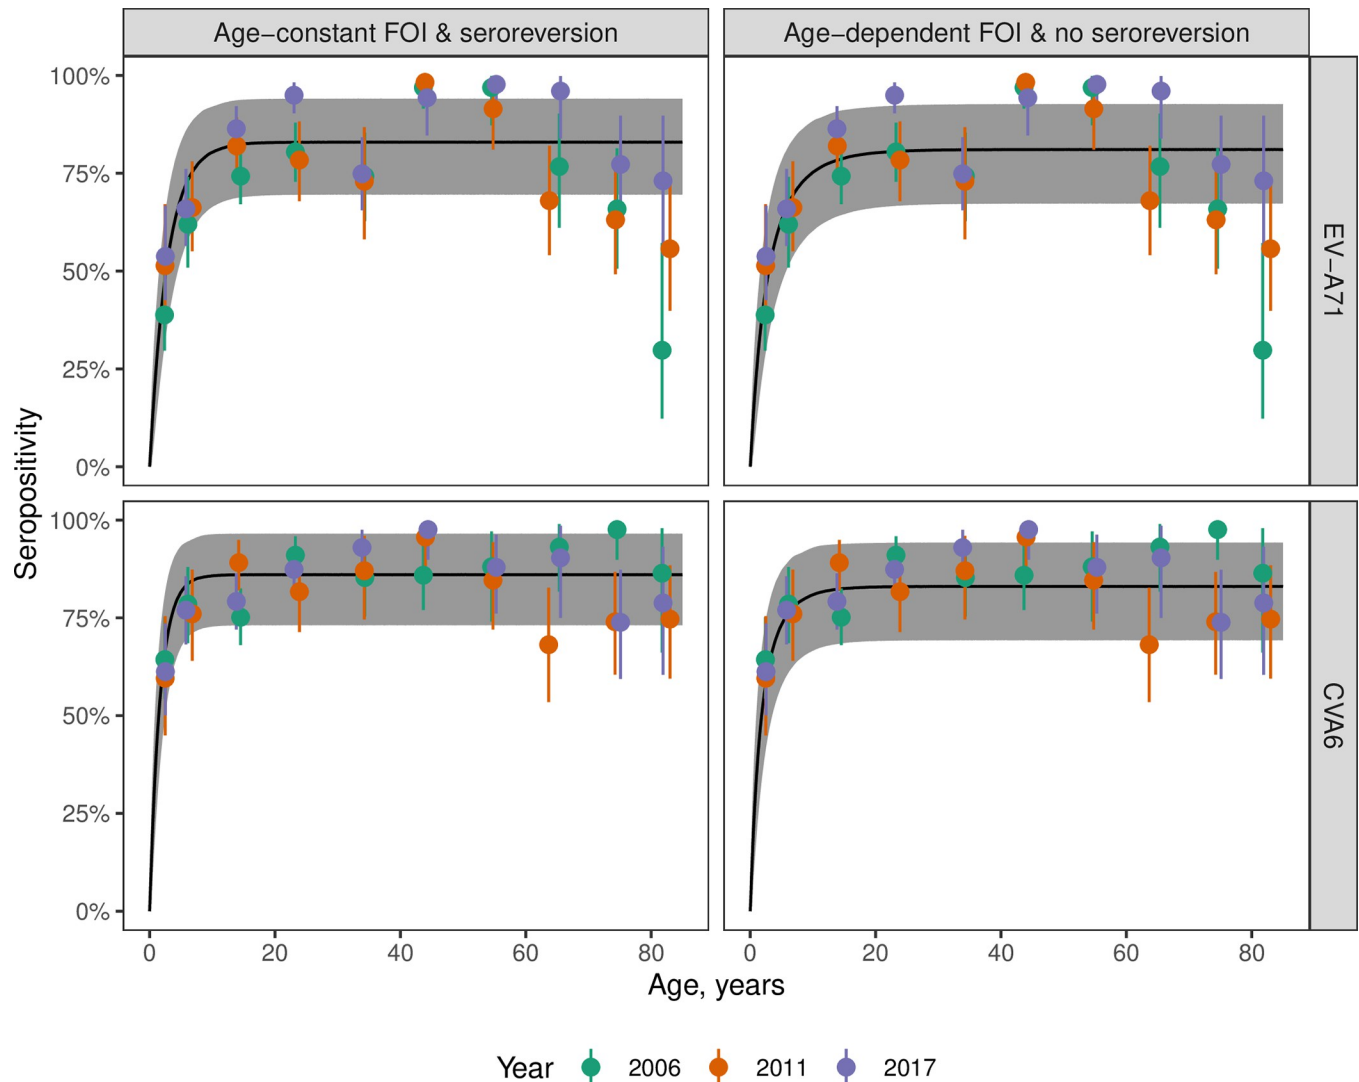 Age−constant FOI & seroreversion
Age−dependent FOI & no seroreversion
100%
75%
50%
25%
0%
EV−A71
Seropositivity
100%
75%
50%
25%
0%
CVA6
0 20 40 60 80
0 20 40 60 80
Age, years
Year 2006 2011 2017